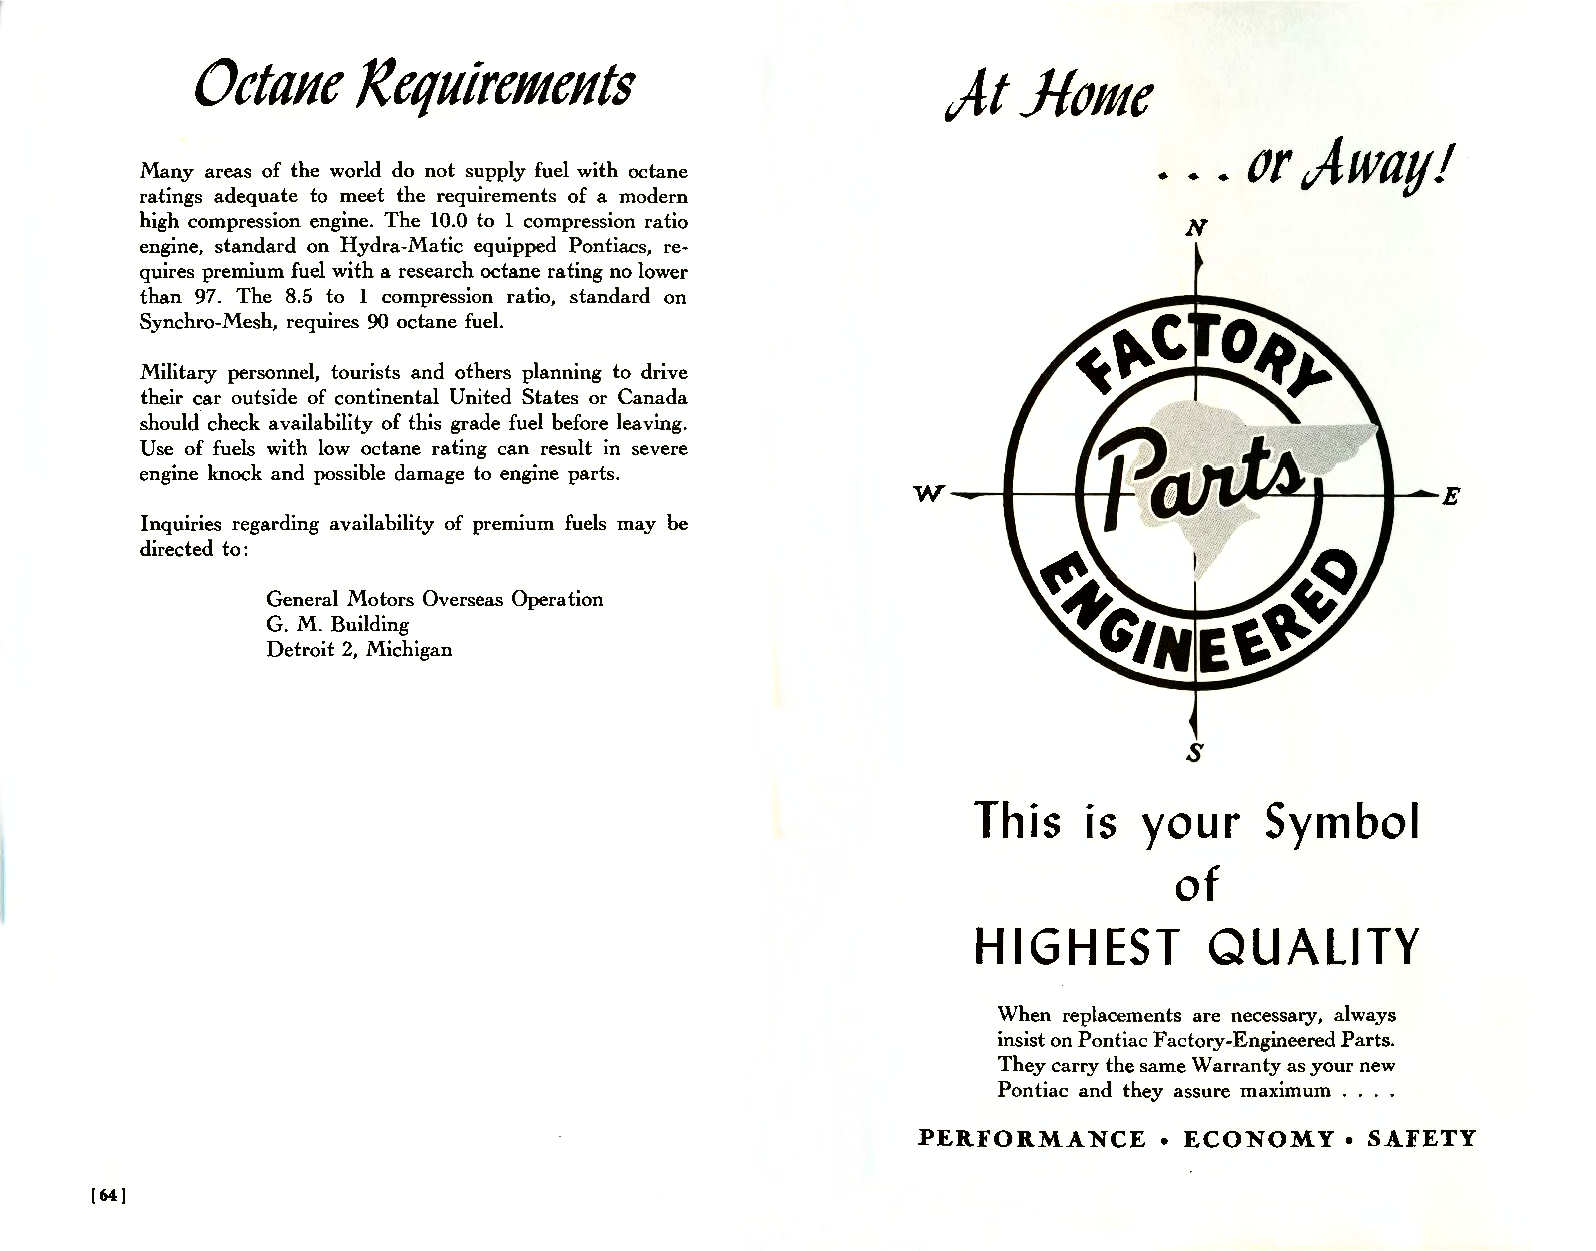 Octane Requirements
Many areas of the world do not supply fuel with octane
ratings adequate to meet the requirements of a modern
high compression engine. The 10.0 to 1 compression ratio
engine, standard on Hydra-Matic equipped Pontiacs, re-
quires premium fuel with a research octane rating no lower
than 97. The 8.5 to 1 compression ratio, standard on
Synchro-Mesh, requires 90 octane fuel.
Military personnel, tourists and others planning to drive
their car outside of continental United States or Canada
should check availability of this grade fuel before leaving.
Use of fuels with low octane rating can result in severe
engine knock and possible damage to engine parts.
Inquiries regarding availability of premium fuels may be
directed to:
General Motors Overseas Operation
G. M. Building
Detroit 2, Michigan
[64]
At Home
. . . or Away!
N
FACTORY
Parts
W
E
ENGINEERED
S
This is your Symbol
of
HIGHEST QUALITY
When replacements are necessary, always
insist on Pontiac Factory-Engineered Parts.
They carry the same Warranty as your new
Pontiac and they assure maximum . . . .
PERFORMANCE • ECONOMY • SAFETY